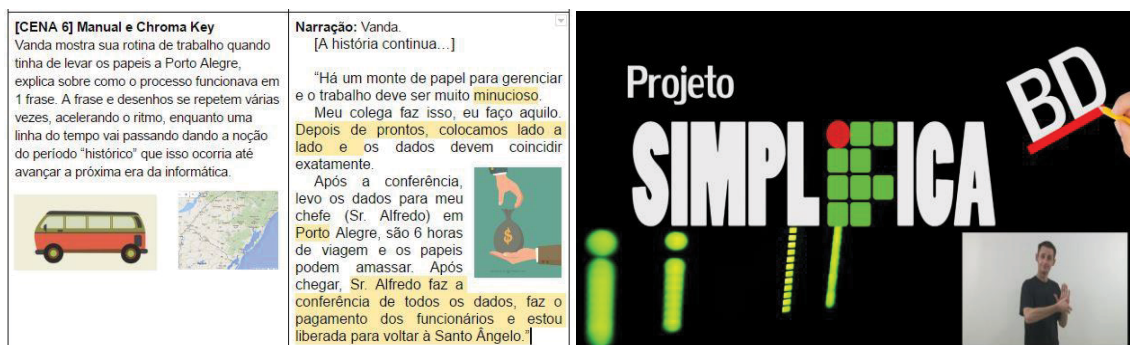 [CENA 6] Manual e Chroma Key
Vanda mostra sua rotina de trabalho quando
tinha de levar os papeis a Porto Alegre,
explica sobre como o processo funcionava em
1 frase. A frase e desenhos se repetem várias
vezes, acelerando o ritmo, enquanto uma
linha do tempo vai passando dando a noção
do período “histórico” que isso ocorria até
avançar a próxima era da informática.
Narração: Vanda.
[A história continua…]
“Há um monte de papel para gerenciar
e o trabalho deve ser muito minucioso.
Meu colega faz isso, eu faço aquilo.
Depois de prontos, colocamos lado a
lado e os dados devem coincidir
exatamente.
Após a conferência,
levo os dados para meu
chefe (Sr. Alfredo) em
Porto Alegre, são 6 horas
de viagem e os papeis
podem amassar. Após
chegar, Sr. Alfredo faz a
conferência de todos os dados, faz o
pagamento dos funcionários e estou
liberada para voltar à Santo Ângelo.”
$
Projeto
SIMPLIFICA
BD